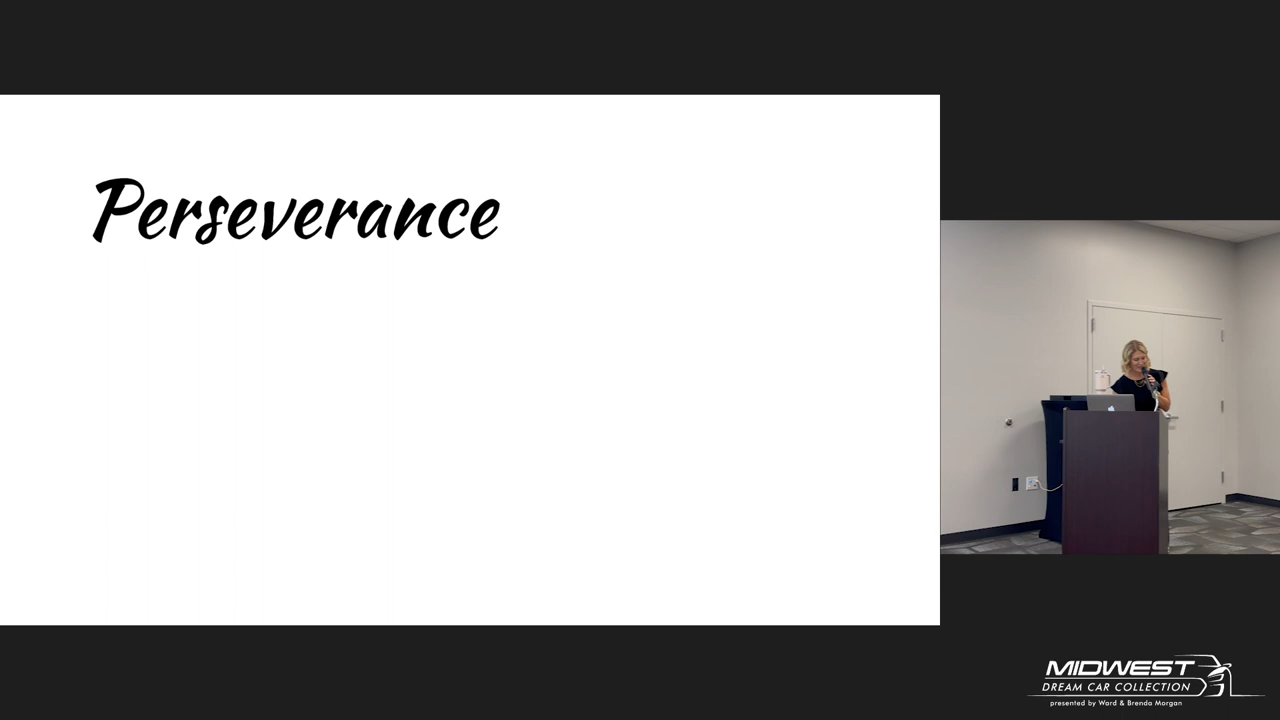 Perseverance
MIDWEST
DREAM CAR COLLECTION
presented by Ward & Brenda Morgan